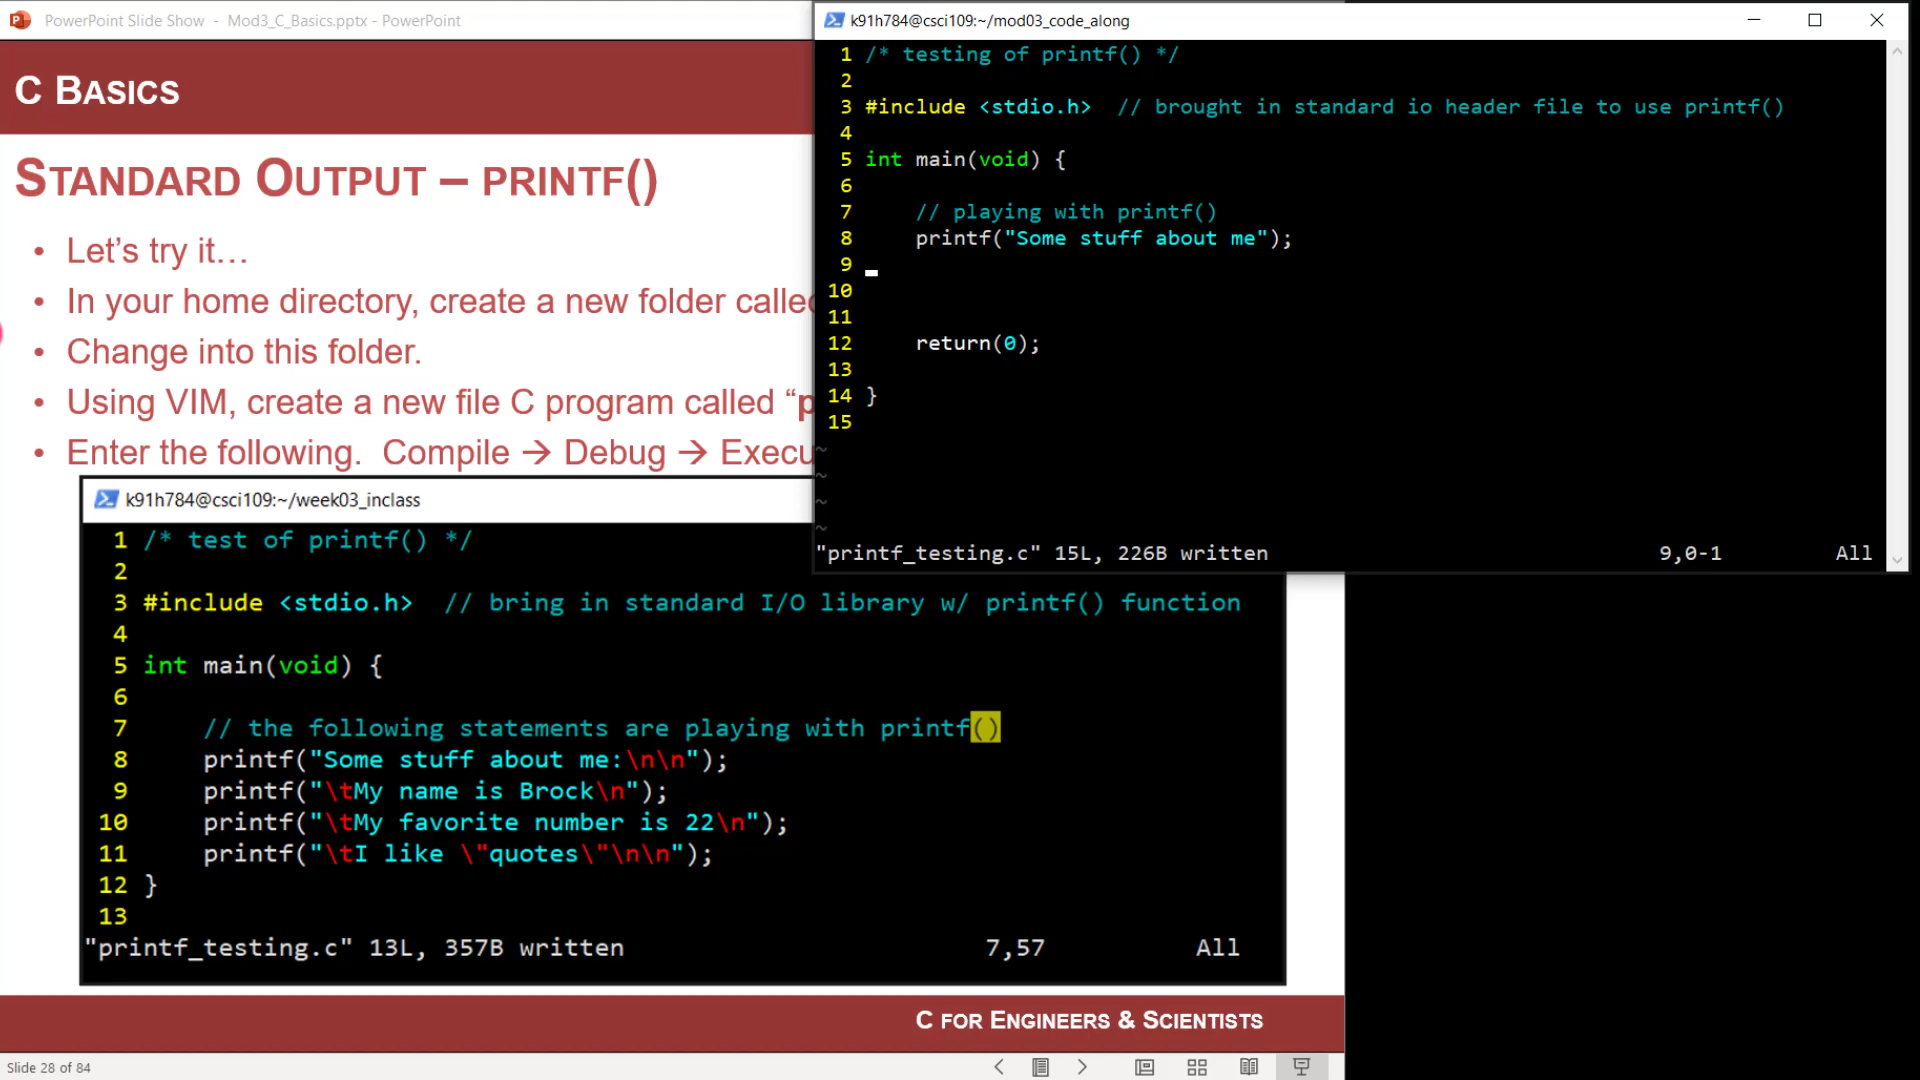 PowerPoint Slide Show - Mod3_C_Basics.pptx - PowerPoint
C BASICS
STANDARD OUTPUT – PRINTF()
• Let's try it…
• In your home directory, create a new folder called
• Change into this folder.
• Using VIM, create a new file C program called “p
• Enter the following. Compile → Debug → Execu
k91h784@csci109:~/week03_inclass
1 /* test of printf() */
2
3 #include <stdio.h> // bring in standard I/O library w/ printf() function
4
5 int main(void) {
6
7 // the following statements are playing with printf()
8 printf("Some stuff about me:\n\n");
9 printf("\tMy name is Brock\n");
10 printf("\tMy favorite number is 22\n");
11 printf("\tI like \"quotes\"\n\n");
12 }
13
"printf_testing.c" 13L, 357B written 7,57 All
C FOR ENGINEERS & SCIENTISTS
Slide 28 of 84
k91h784@csci109:~/mod03_code_along
1 /* testing of printf() */
2
3 #include <stdio.h> // brought in standard io header file to use printf()
4
5 int main(void) {
6
7 // playing with printf()
8 printf("Some stuff about me");
9
10
11
12 return(0);
13
14 }
15
~
~
~
~
"printf_testing.c" 15L, 226B written 9,0-1 All